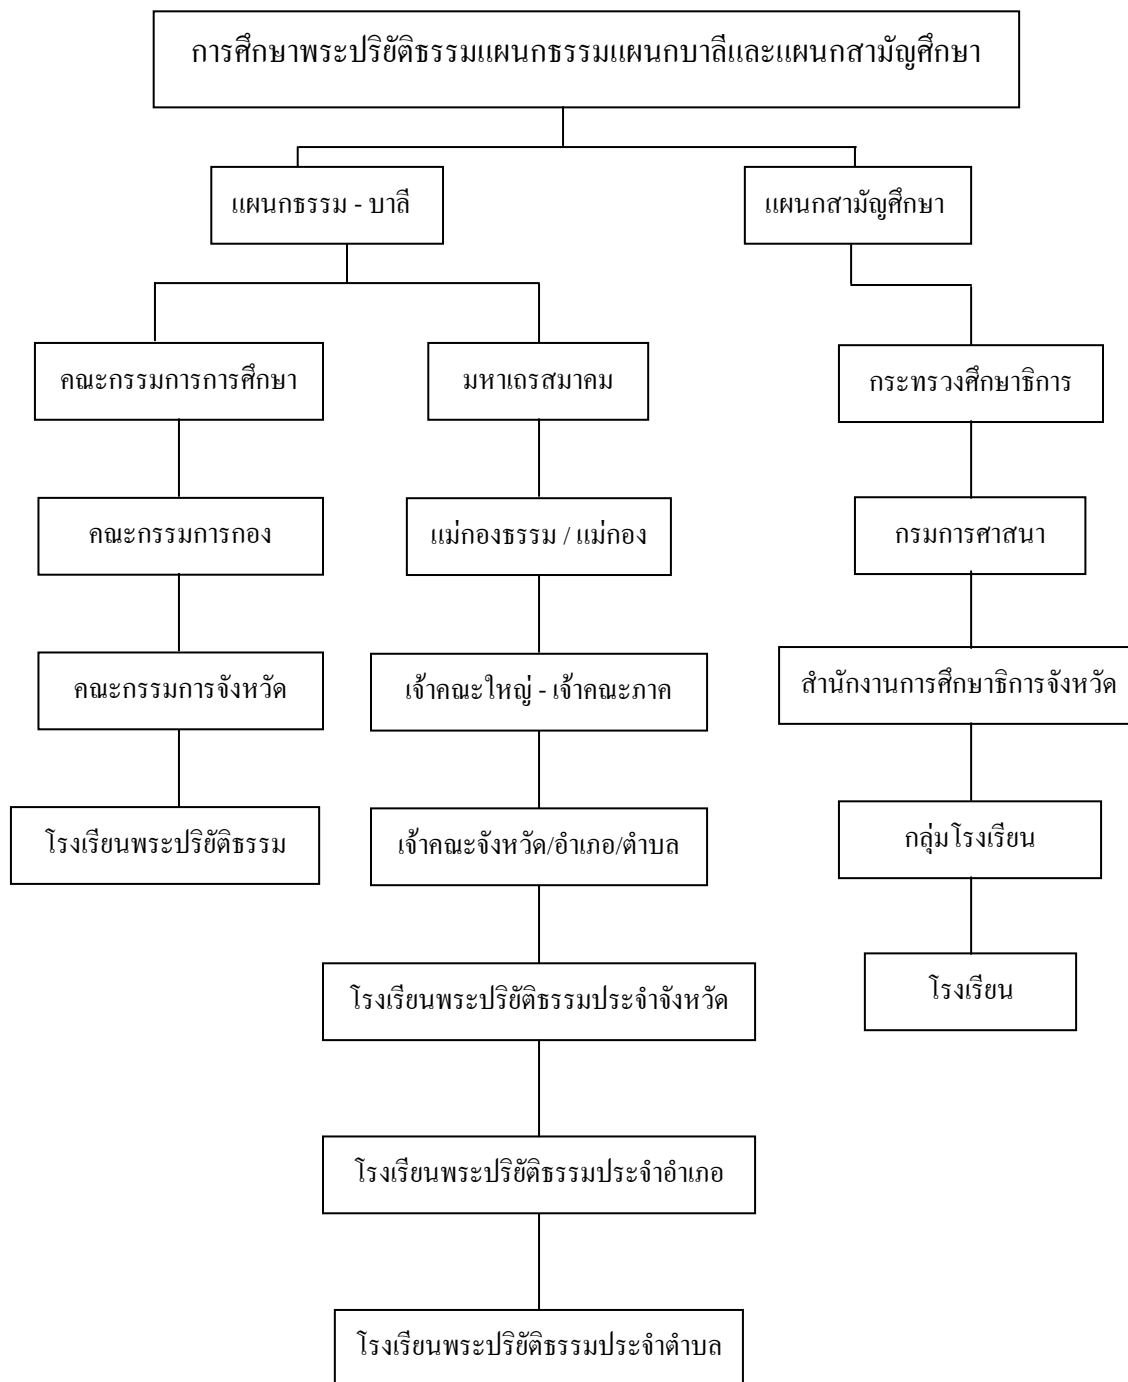 การศึกษาพระปริยัติธรรมแผนกธรรมแผนกบาลีและแผนกสามัญศึกษา
แผนกธรรม - บาลี
แผนกสามัญศึกษา
คณะกรรมการการศึกษา
มหาเถรสมาคม
กระทรวงศึกษาธิการ
คณะกรรมการกอง
แม่กองธรรม / แม่กอง
กรมการศาสนา
คณะกรรมการจังหวัด
เจ้าคณะใหญ่ - เจ้าคณะภาค
สำนักงานการศึกษาธิการจังหวัด
โรงเรียนพระปริยัติธรรม
เจ้าคณะจังหวัด/อำเภอ/ตำบล
กลุ่มโรงเรียน
โรงเรียนพระปริยัติธรรมประจำจังหวัด
โรงเรียน
โรงเรียนพระปริยัติธรรมประจำอำเภอ
โรงเรียนพระปริยัติธรรมประจำตำบล